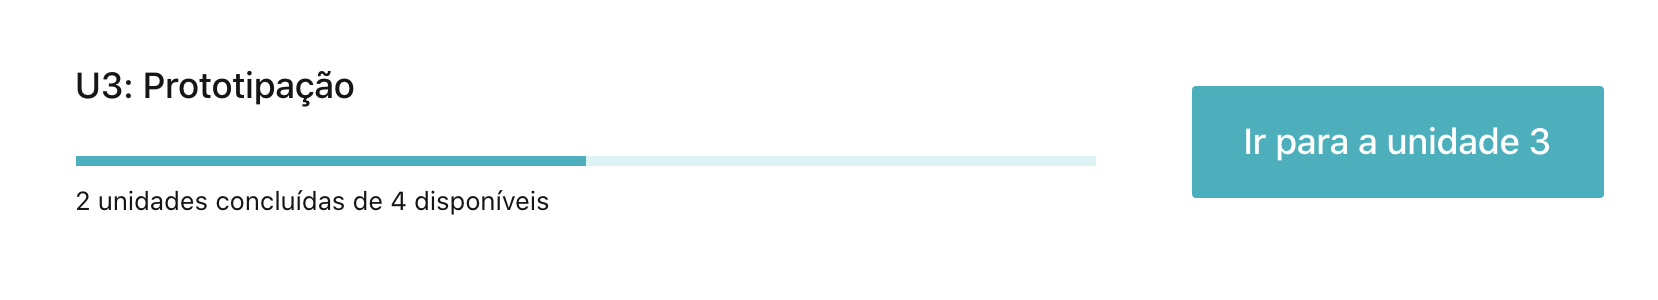 U3: Prototipação
2 unidades concluídas de 4 disponíveis
Ir para a unidade 3